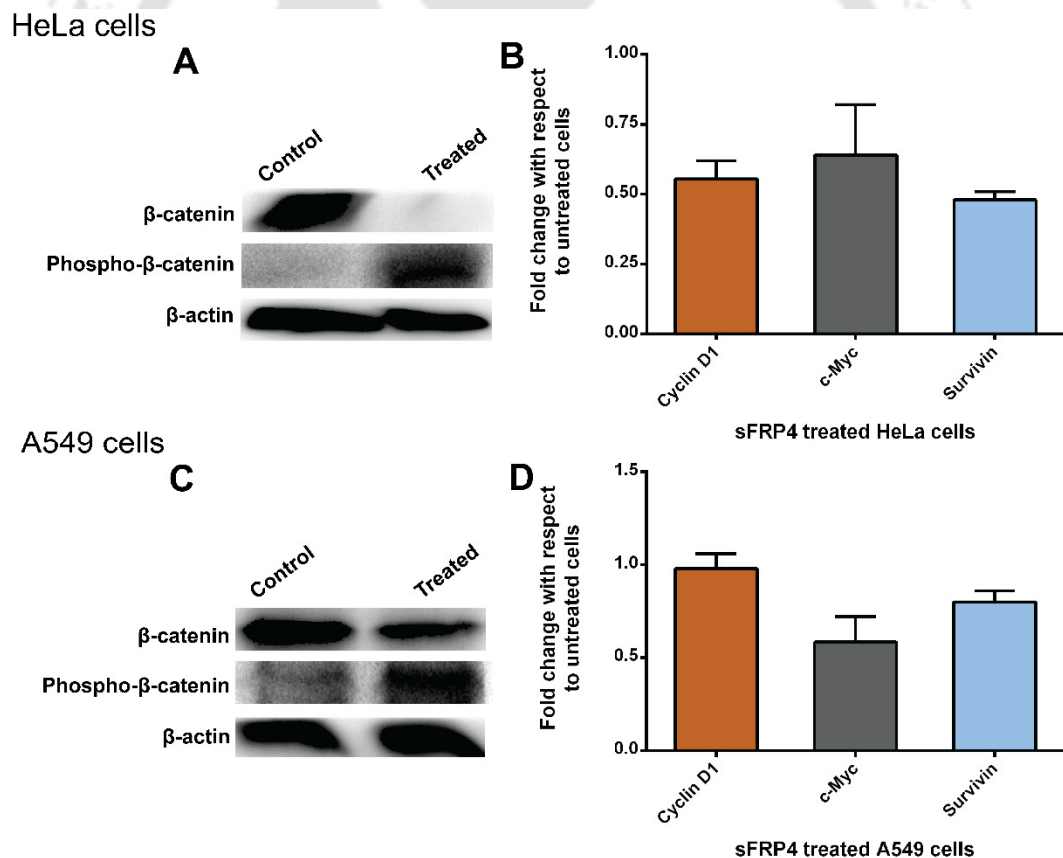 HeLa cells
A
Control
Treated
β-catenin
Phospho-β-catenin
β-actin
B
Fold change with respect
to untreated cells
1.00
0.75
0.50
0.25
0.00
Cyclin D1
c-Myc
Survivin
sFRP4 treated HeLa cells
A549 cells
C
Control
Treated
β-catenin
Phospho-β-catenin
β-actin
D
Fold change with respect
to untreated cells
1.5
1.0
0.5
0.0
Cyclin D1
c-Myc
Survivin
sFRP4 treated A549 cells